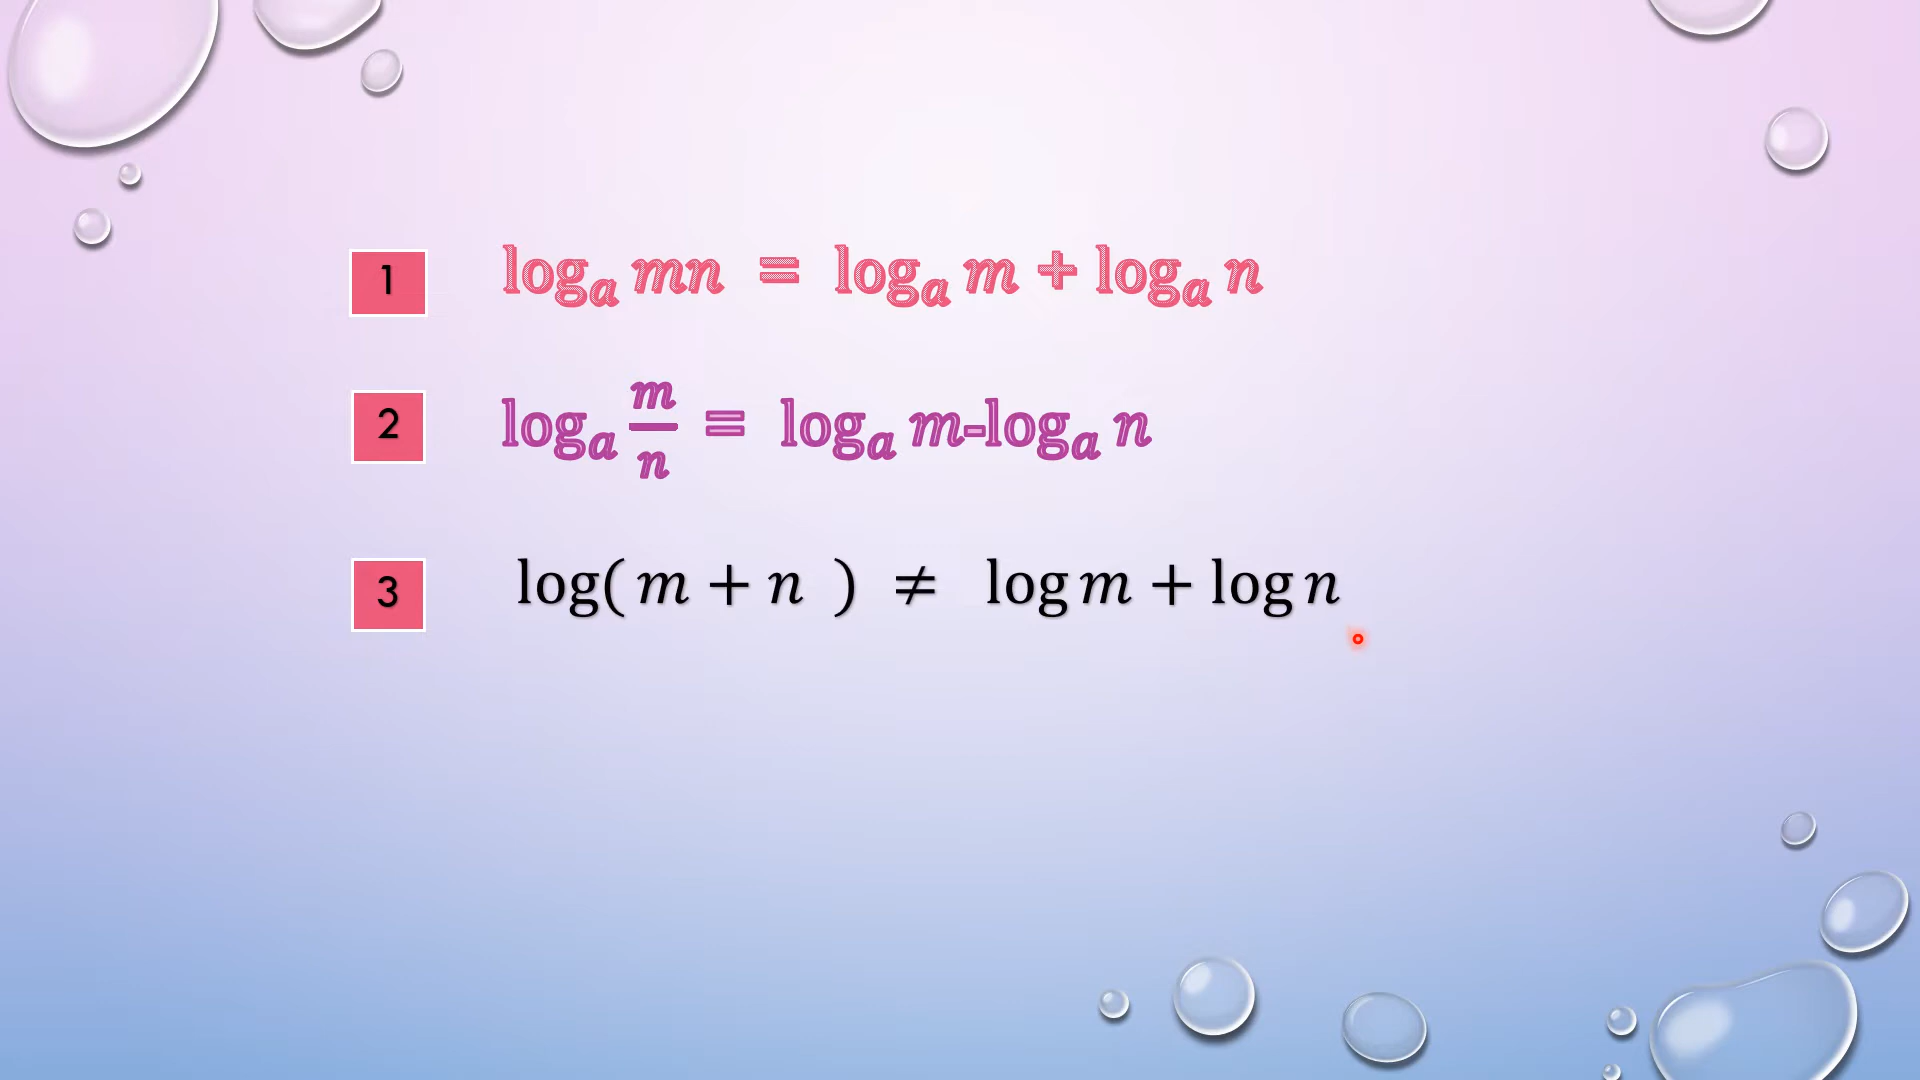 1 logₐ mn = logₐ m + logₐ n
2 logₐ m/n = logₐ m-logₐ n
3 log( m + n ) ≠ log m + log n